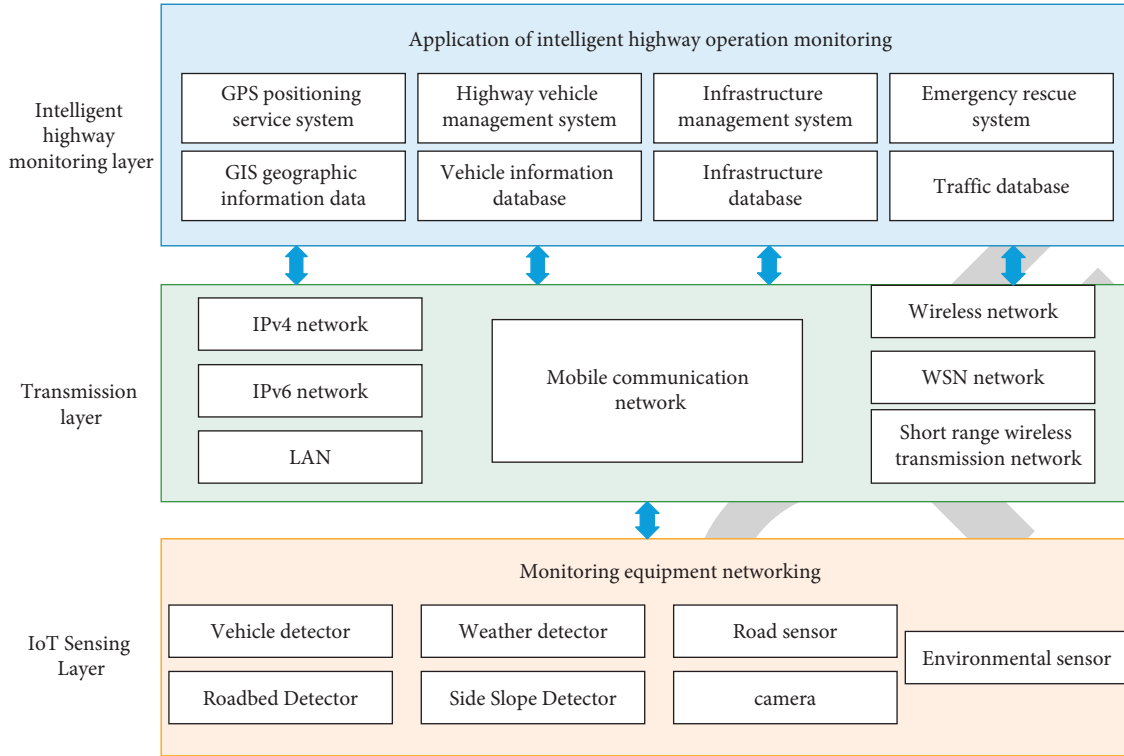 Application of intelligent highway operation monitoring
Intelligent
highway
monitoring layer
GPS positioning
service system
Highway vehicle
management system
Infrastructure
management system
Emergency rescue
system
GIS geographic
information data
Vehicle information
database
Infrastructure
database
Traffic database
Transmission
layer
IPv4 network
IPv6 network
LAN
Mobile communication
network
Wireless network
WSN network
Short range wireless
transmission network
IoT Sensing
Layer
Monitoring equipment networking
Vehicle detector
Weather detector
Road sensor
Environmental sensor
Roadbed Detector
Side Slope Detector
camera